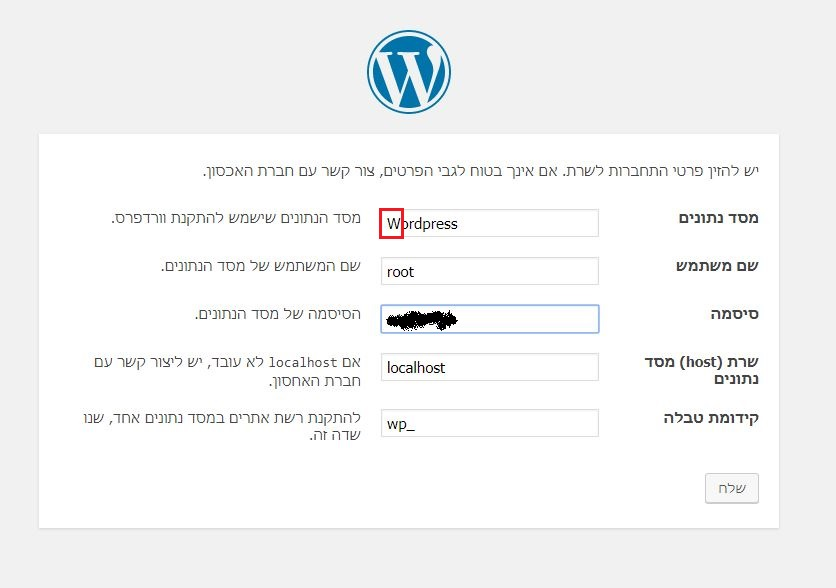 יש להזין פרטי התחברות לשרת. אם אינך בטוח לגבי הפרטים, צור קשר עם חברת האכסון.
מסד נתונים
Wordpress
מסד הנתונים שישמש להתקנת וורדפרס.
שם משתמש
root
שם המשתמש של מסד הנתונים.
סיסמה
הסיסמה של מסד הנתונים.
שרת (host) מסד
נתונים
localhost
אם localhost לא עובד, יש ליצור קשר עם
חברת האחסון.
קידומת טבלה
wp_
להתקנת רשת אתרים במסד נתונים אחד, שנו
שדה זה.
שלח